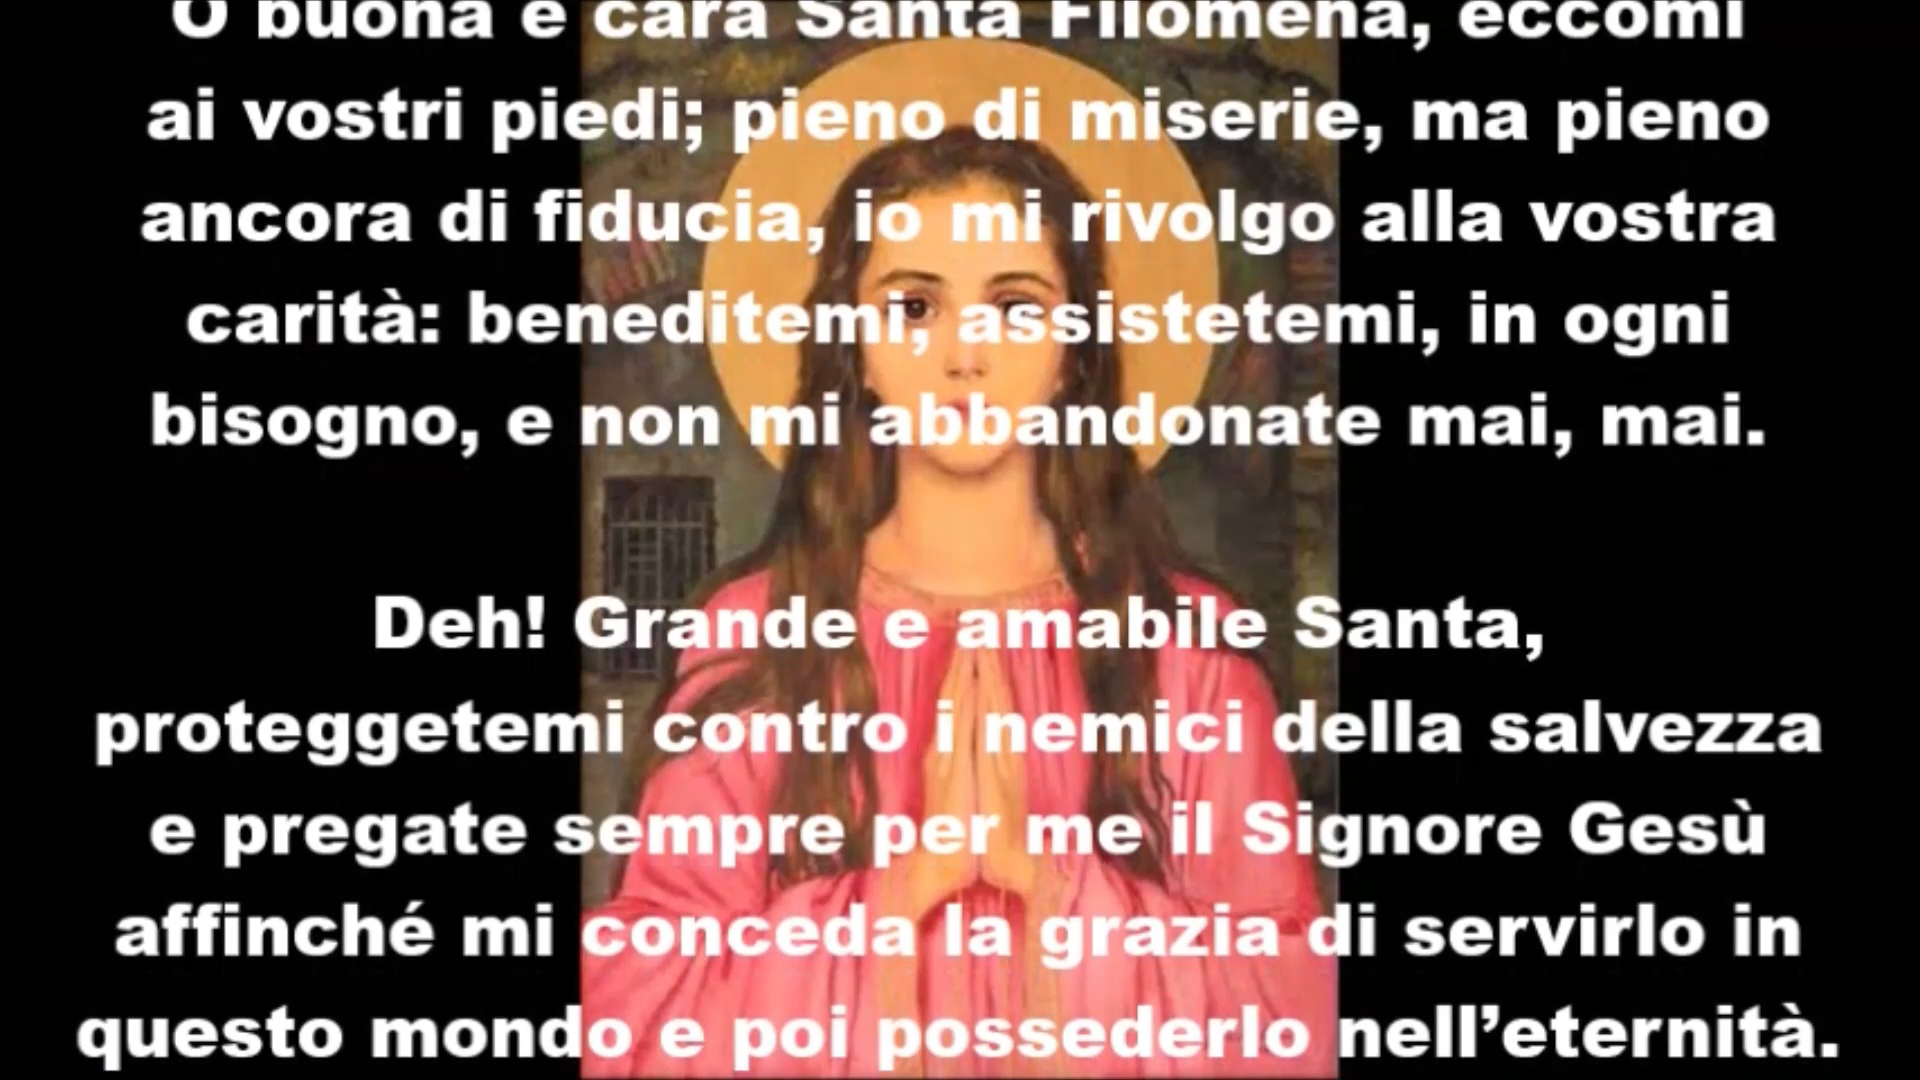 O buona e cara Santa Filomena, eccomi
ai vostri piedi; pieno di miserie, ma pieno
ancora di fiducia, io mi rivolgo alla vostra
carità: beneditemi, assistetemi, in ogni
bisogno, e non mi abbandonate mai, mai.
Deh! Grande e amabile Santa,
proteggetemi contro i nemici della salvezza
e pregate sempre per me il Signore Gesù
affinché mi conceda la grazia di servirlo in
questo mondo e poi possederlo nell’eternità.